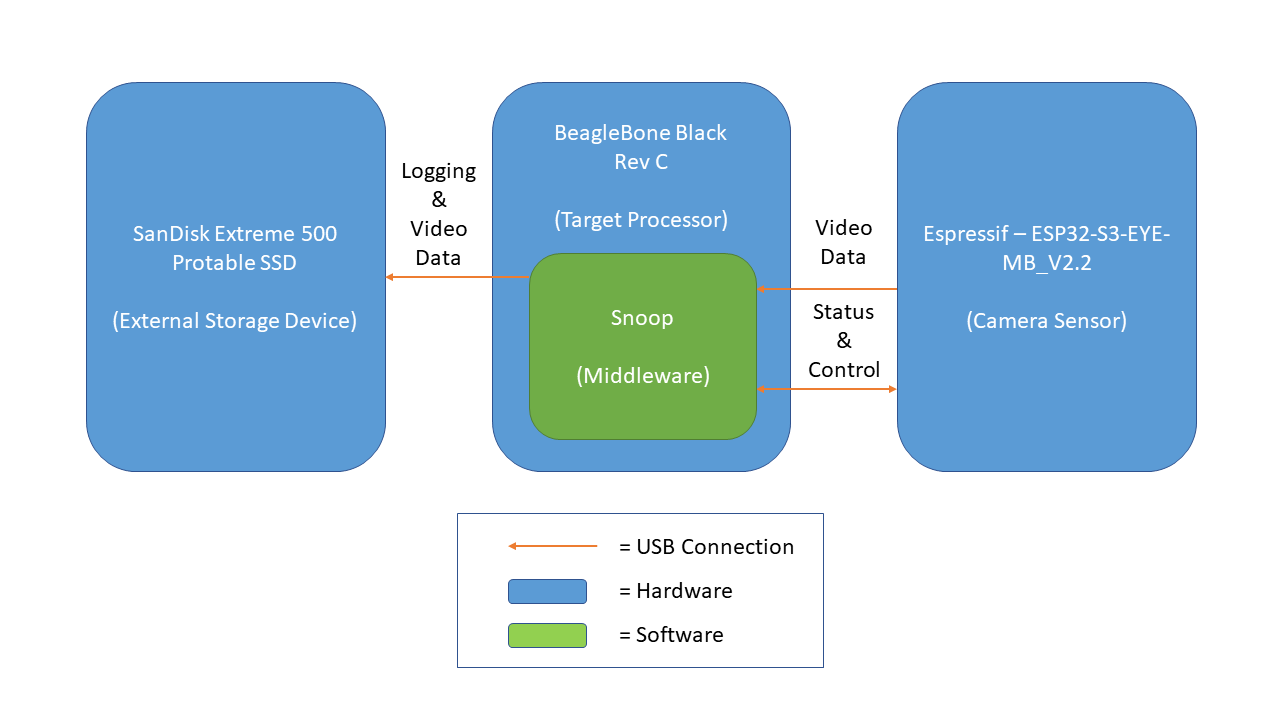 SanDisk Extreme 500
Protable SSD
(External Storage Device)
Logging
&
Video
Data
BeagleBone Black
Rev C
(Target Processor)
Snoop
(Middleware)
Video
Data
Status
&
Control
Espressif – ESP32-S3-EYE-
MB_V2.2
(Camera Sensor)
= USB Connection
= Hardware
= Software